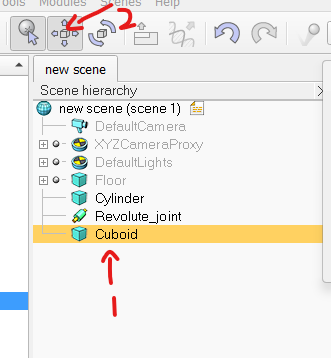 Tools Modules Scenes Help
2
new scene
Scene hierarchy
new scene (scene 1)
DefaultCamera
XYZCameraProxy
DefaultLights
Floor
Cylinder
Revolute_joint
Cuboid
1